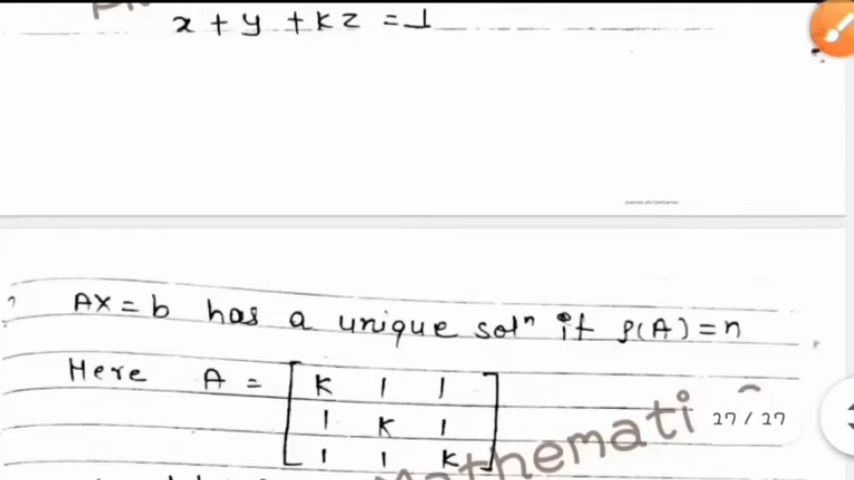 x + y + kz = 1
AX = b has a unique solⁿ if ρ(A) = n
Here A = [ k 1 1
1 k 1
1 1 k ]
Mathemati
27 / 27